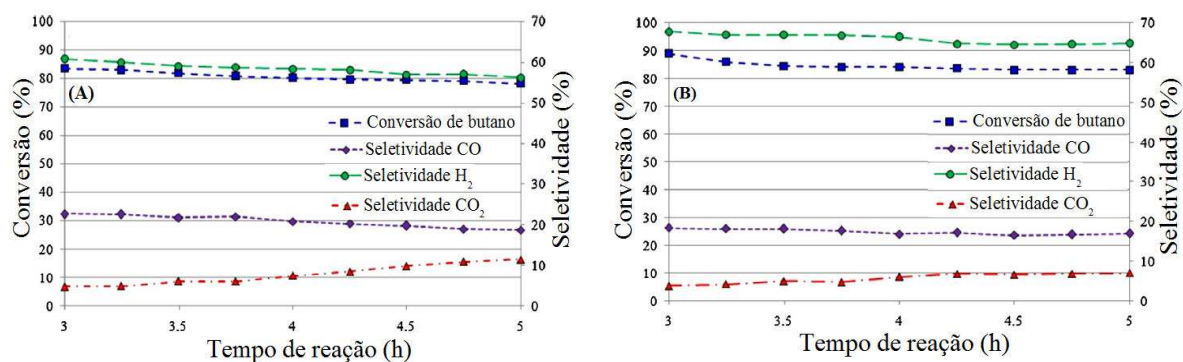 (A)
Conversão (%)
100
90
80
70
60
50
40
30
20
10
0
Conversão de butano
Seletividade CO
Seletividade H₂
Seletividade CO₂
70
60
50
40
30
20
10
0
Seletividade (%)
3 3.5 4 4.5 5
Tempo de reação (h)
(B)
Conversão (%)
100
90
80
70
60
50
40
30
20
10
0
Conversão de butano
Seletividade CO
Seletividade H₂
Seletividade CO₂
70
60
50
40
30
20
10
0
Seletividade (%)
3 3.5 4 4.5 5
Tempo de reação (h)